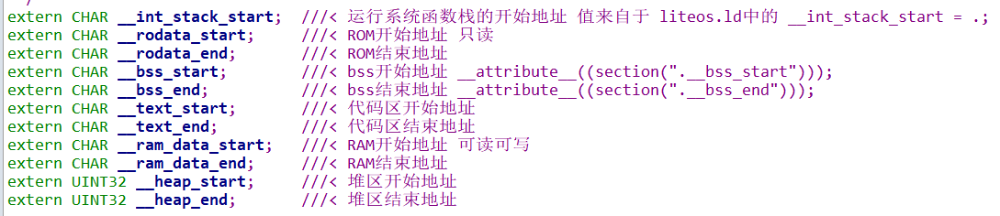 extern CHAR __int_stack_start;  ///< 运行系统函数栈的开始地址 值来自于 liteos.ld中的 __int_stack_start = .;
extern CHAR __rodata_start;     ///< ROM开始地址 只读
extern CHAR __rodata_end;       ///< ROM结束地址
extern CHAR __bss_start;        ///< bss开始地址 __attribute__((section(".__bss_start")));
extern CHAR __bss_end;          ///< bss结束地址 __attribute__((section(".__bss_end")));
extern CHAR __text_start;       ///< 代码区开始地址
extern CHAR __text_end;         ///< 代码区结束地址
extern CHAR __ram_data_start;   ///< RAM开始地址 可读可写
extern CHAR __ram_data_end;     ///< RAM结束地址
extern UINT32 __heap_start;     ///< 堆区开始地址
extern UINT32 __heap_end;       ///< 堆区结束地址